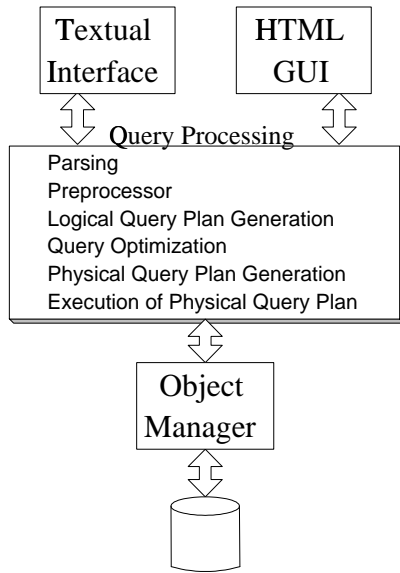 Textual
Interface
HTML
GUI
Query Processing
Parsing
Preprocessor
Logical Query Plan Generation
Query Optimization
Physical Query Plan Generation
Execution of Physical Query Plan
Object
Manager